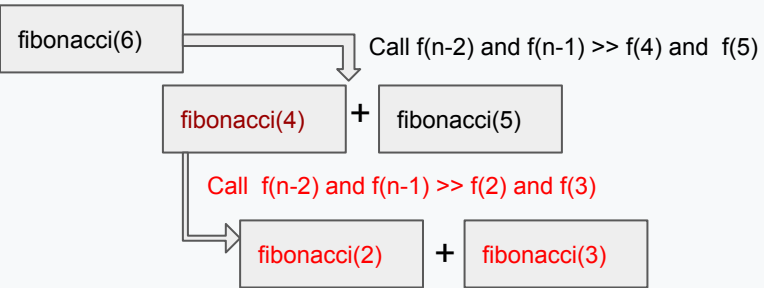 fibonacci(6)
Call f(n-2) and f(n-1) >> f(4) and  f(5)
fibonacci(4) + fibonacci(5)
Call  f(n-2) and f(n-1) >> f(2) and f(3)
fibonacci(2) + fibonacci(3)